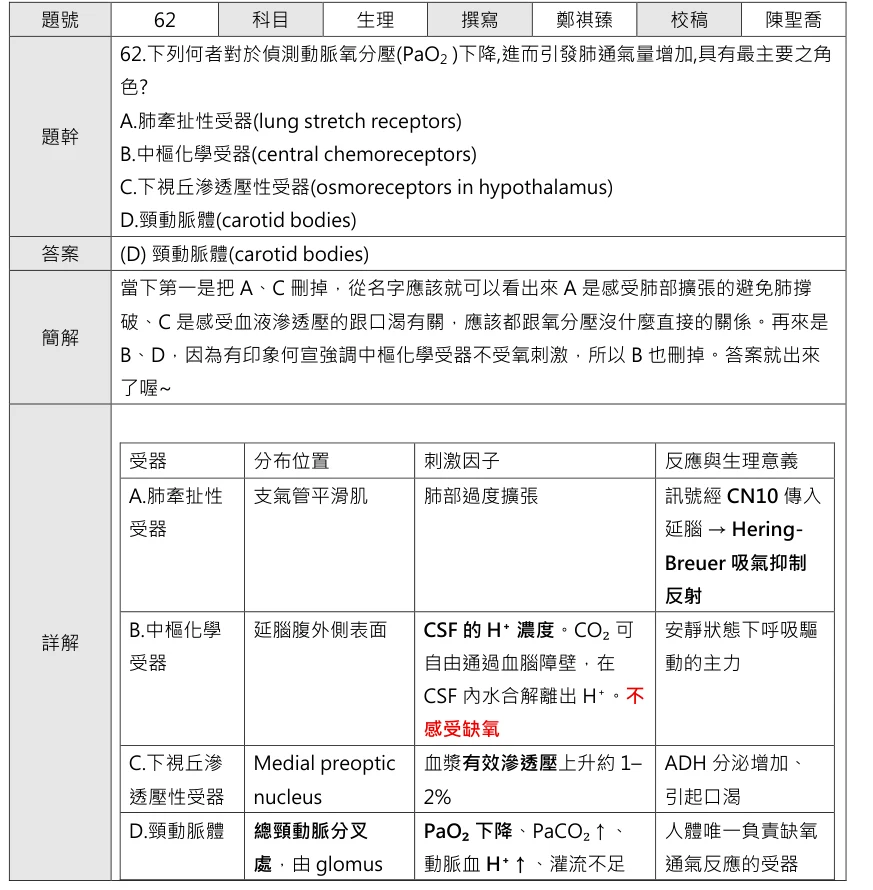 題號 62 科目 生理 撰寫 鄭祺臻 校稿 陳聖喬
題幹
62.下列何者對於偵測動脈氧分壓(PaO₂ )下降,進而引發肺通氣量增加,具有最主要之角
色?
A.肺牽扯性受器(lung stretch receptors)
B.中樞化學受器(central chemoreceptors)
C.下視丘滲透壓性受器(osmoreceptors in hypothalamus)
D.頸動脈體(carotid bodies)
答案
(D) 頸動脈體(carotid bodies)
簡解
當下第一是把 A、C 刪掉，從名字應該就可以看出來 A 是感受肺部擴張的避免肺撐
破、C 是感受血液滲透壓的跟口渴有關，應該都跟氧分壓沒什麼直接的關係。再來是
B、D，因為有印象何宣強調中樞化學受器不受氧刺激，所以 B 也刪掉。答案就出來
了喔~
詳解
受器 分布位置 刺激因子 反應與生理意義
A.肺牽扯性
受器
支氣管平滑肌
肺部過度擴張
訊號經 CN10 傳入
延腦 → Hering-
Breuer 吸氣抑制
反射
B.中樞化學
受器
延腦腹外側表面
CSF 的 H⁺ 濃度。CO₂ 可
自由通過血腦障壁，在
CSF 內水合解離出 H⁺。不
感受缺氧
安靜狀態下呼吸驅
動的主力
C.下視丘滲
透壓性受器
Medial preoptic
nucleus
血漿有效滲透壓上升約 1–
2%
ADH 分泌增加、
引起口渴
D.頸動脈體
總頸動脈分叉
處，由 glomus
PaO₂ 下降、PaCO₂↑、
動脈血 H⁺↑、灌流不足
人體唯一負責缺氧
通氣反應的受器